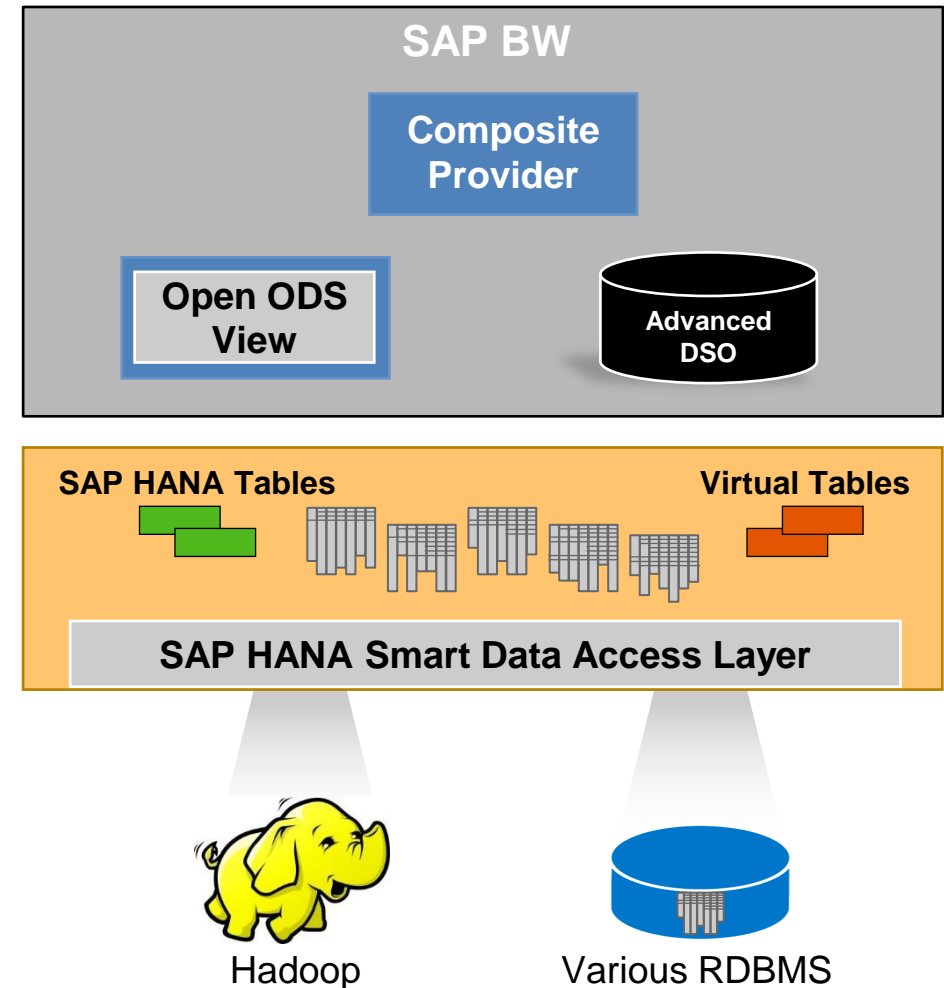 SAP BW
Composite
Provider
Open ODS
View
Advanced
DSO
SAP HANA Tables
Virtual Tables
SAP HANA Smart Data Access Layer
Hadoop
Various RDBMS